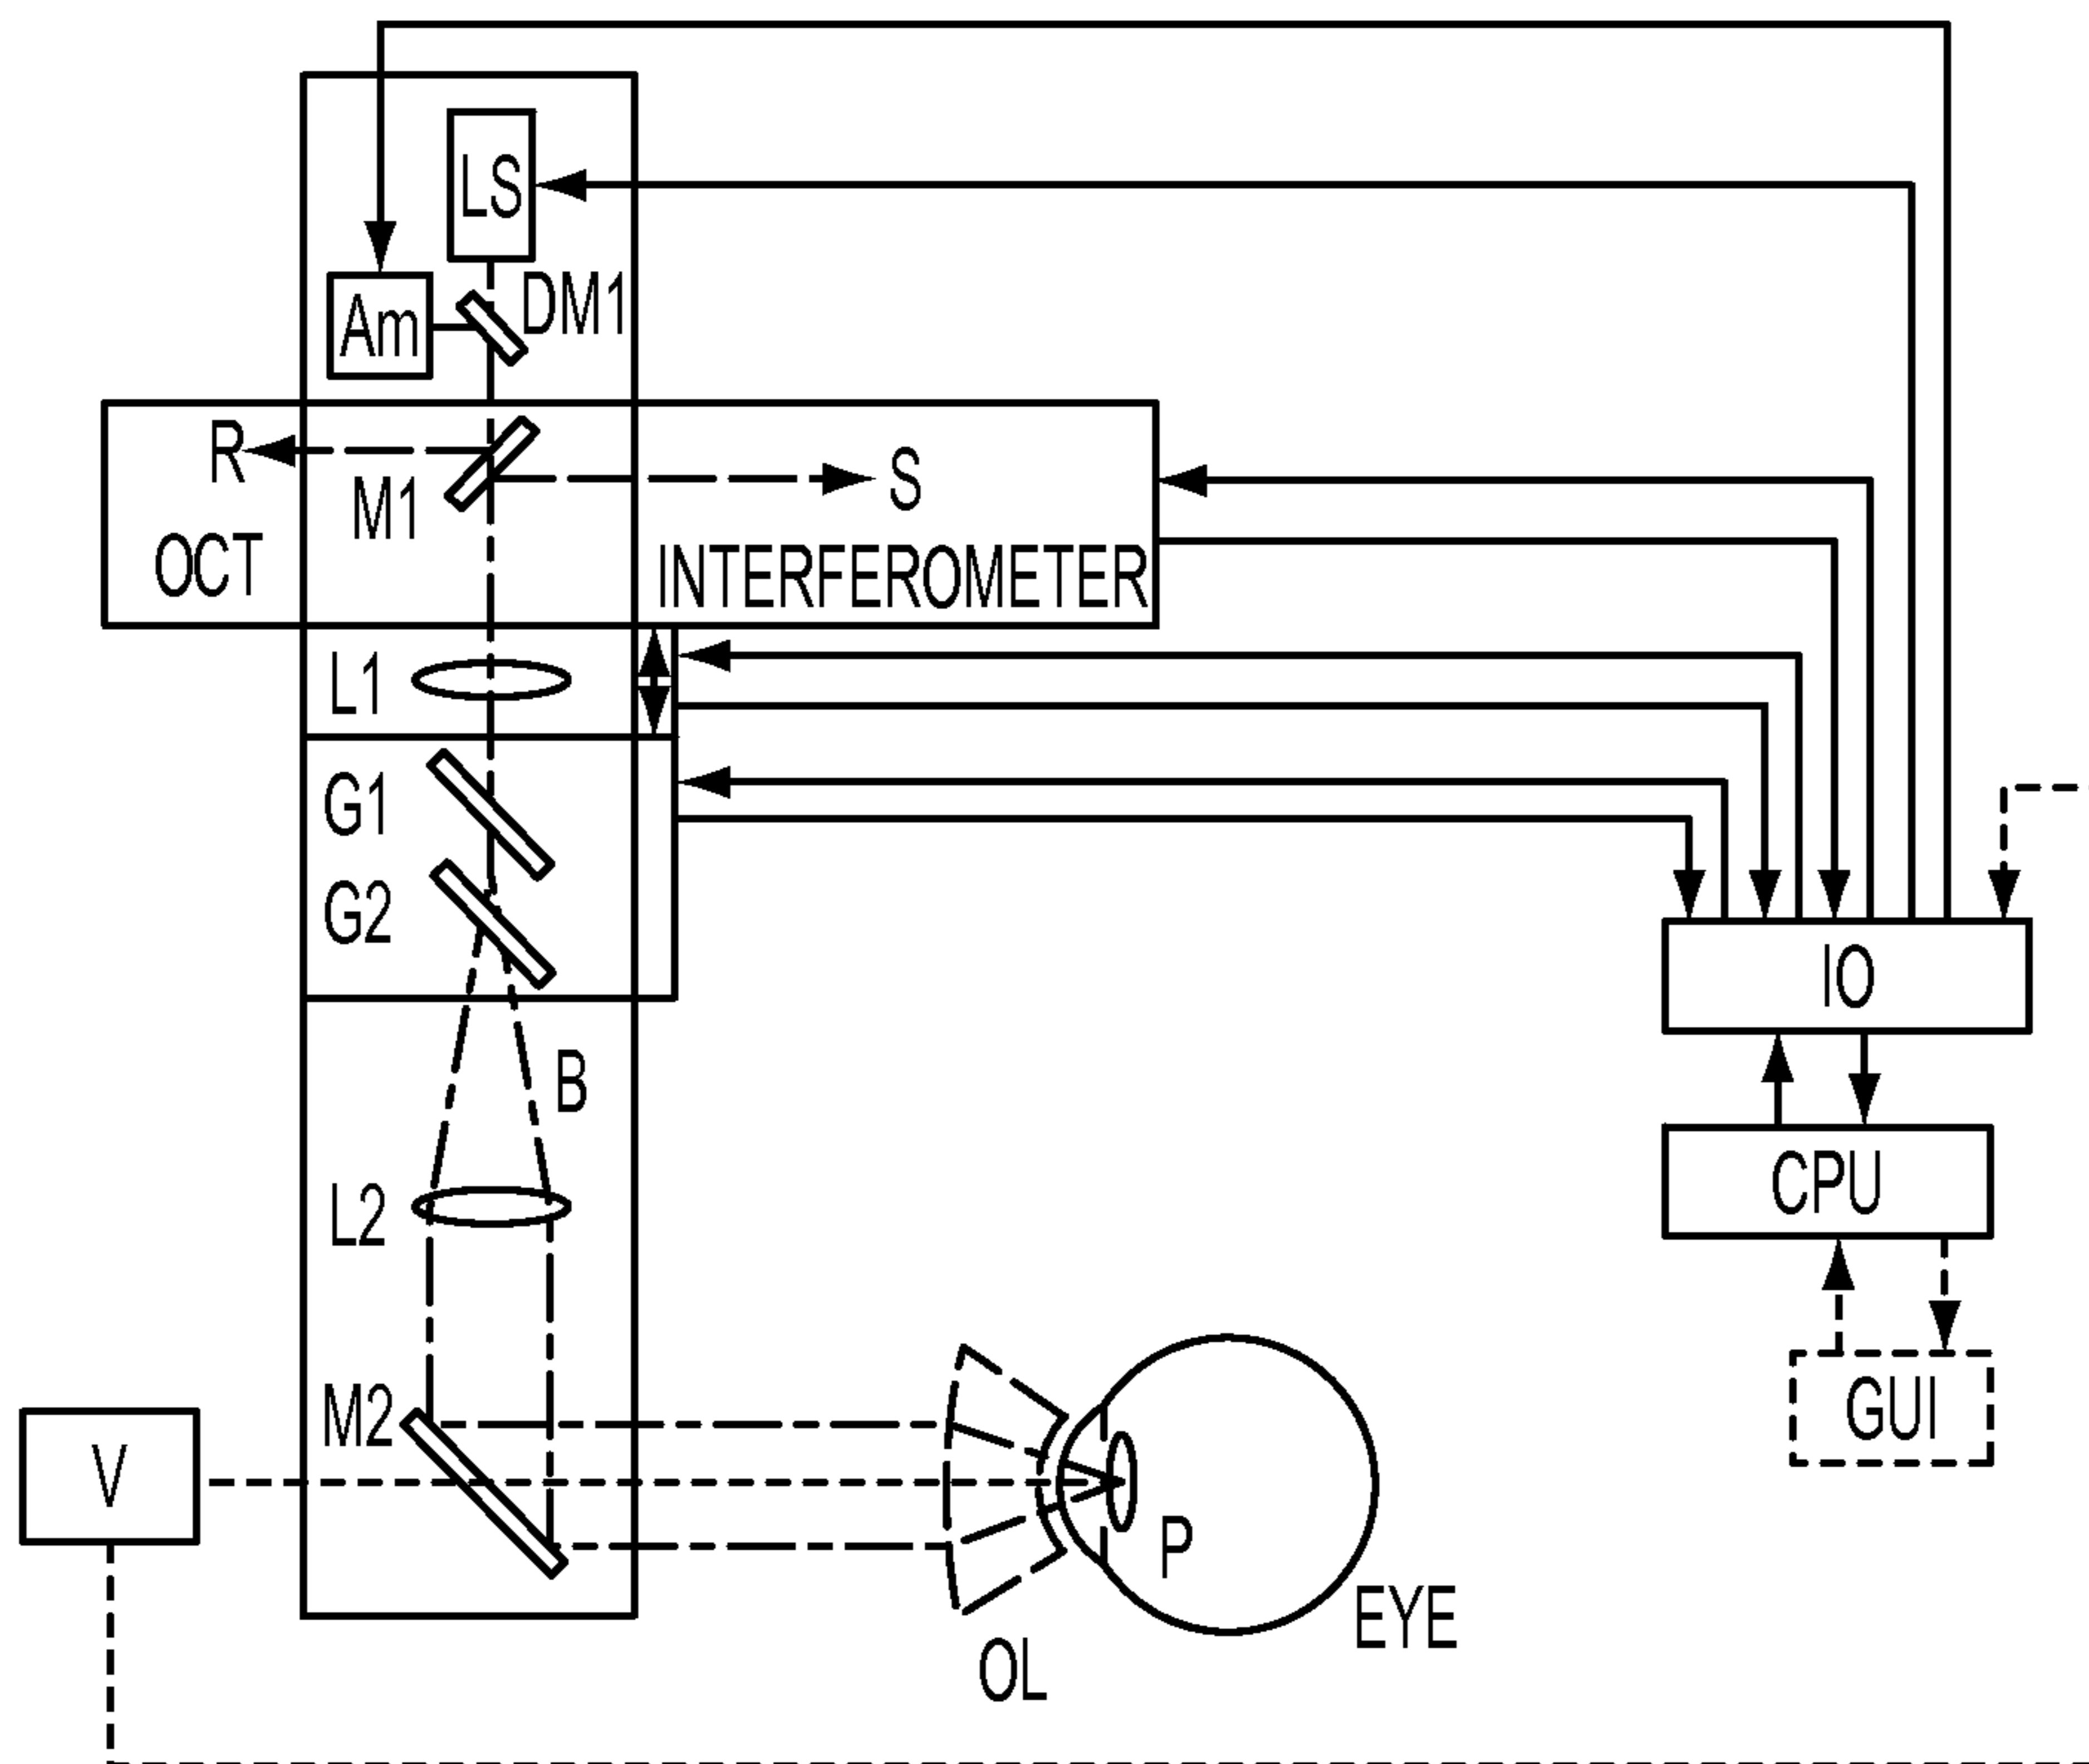 LS
DM1
Am
R
M1
S
OCT
INTERFEROMETER
L1
G1
G2
IO
B
CPU
L2
GUI
M2
V
P
EYE
OL